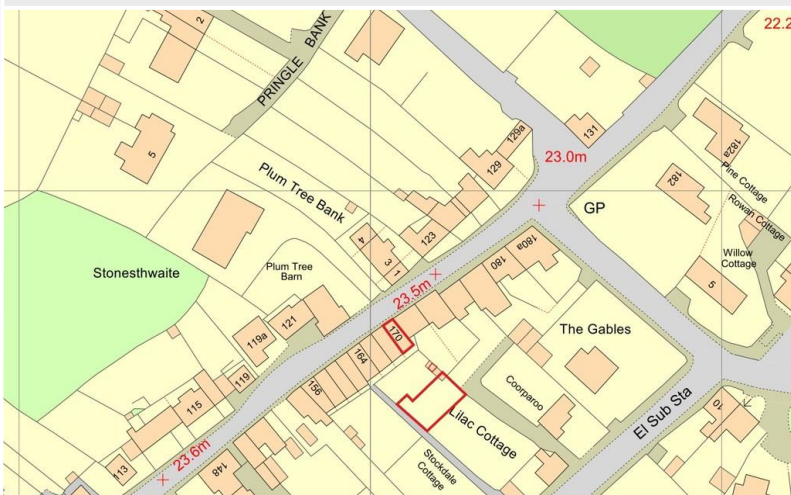 2
PRINGLE BANK
22.2
5
129a
131
182a
129
23.0m
Pine Cottage
182
Plum Tree Bank
Rowan Cottage
GP
4
3
1
123
180a
180
Willow
Cottage
Stonesthwaite
Plum Tree
Barn
23.5m
5
119a
121
170
The Gables
164
119
156
Coorparoo
115
Lilac Cottage
El Sub Sta
10
113
23.6m
148
Stockdale
Cottage